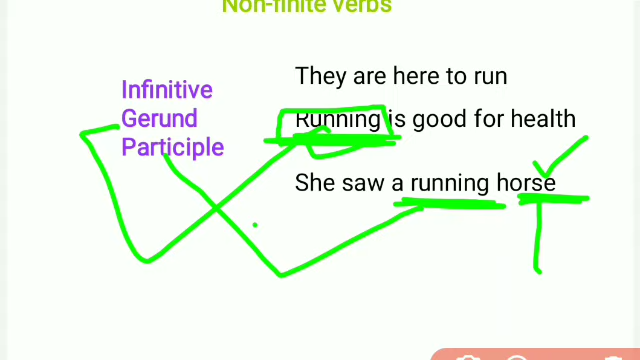 Non-finite verbs
Infinitive
Gerund
Participle
They are here to run
Running is good for health
She saw a running horse